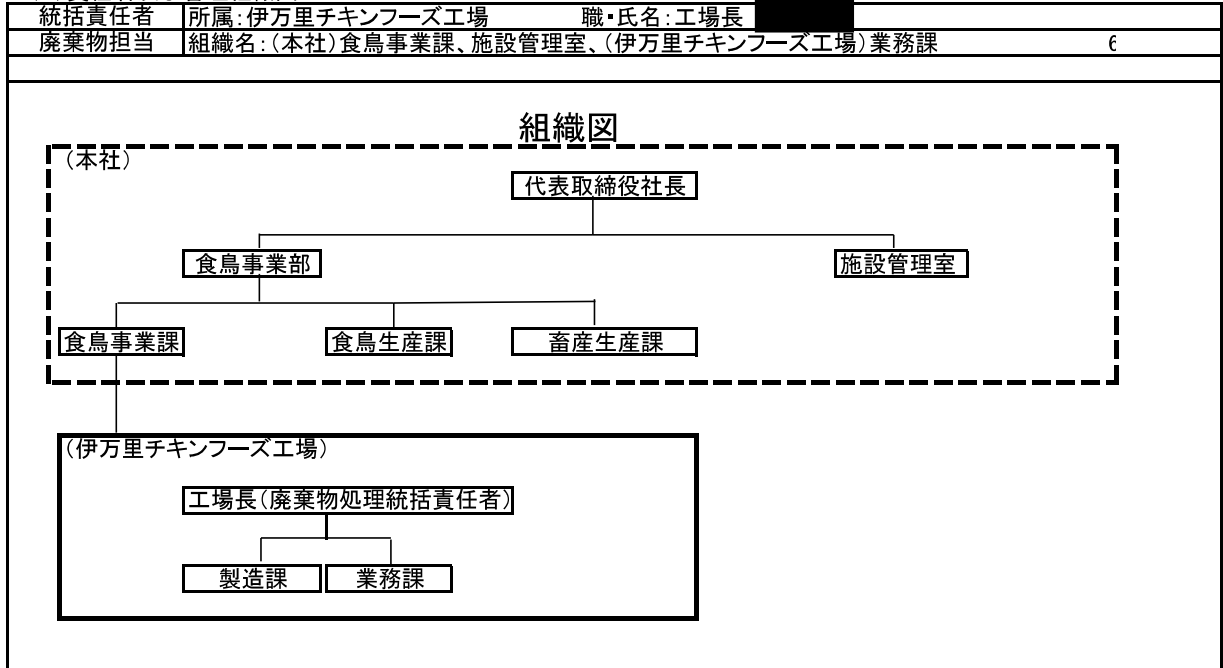 統括責任者 所属:伊万里チキンフーズ工場 職・氏名:工場長
廃棄物担当 組織名:(本社)食鳥事業課、施設管理室、(伊万里チキンフーズ工場)業務課
組織図
(本社)
代表取締役社長
食鳥事業部 施設管理室
食鳥事業課 食鳥生産課 畜産生産課
(伊万里チキンフーズ工場)
工場長(廃棄物処理統括責任者)
製造課 業務課